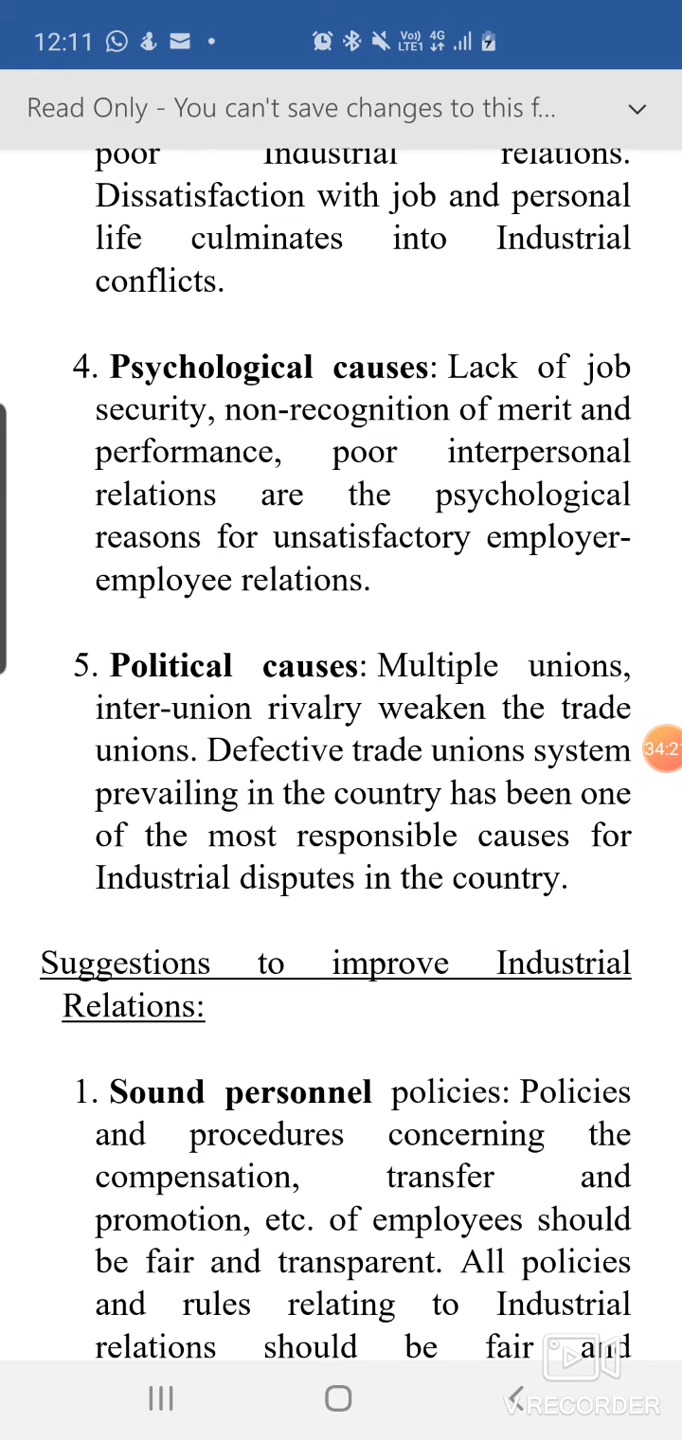 12:11
Vo))
LTE1
4G
Read Only - You can't save changes to this f...
poor Industrial relations.
Dissatisfaction with job and personal
life culminates into Industrial
conflicts.
4. Psychological causes: Lack of job
security, non-recognition of merit and
performance, poor interpersonal
relations are the psychological
reasons for unsatisfactory employer-
employee relations.
5. Political causes: Multiple unions,
inter-union rivalry weaken the trade
unions. Defective trade unions system
34:21
prevailing in the country has been one
of the most responsible causes for
Industrial disputes in the country.
Suggestions to improve Industrial
Relations:
1. Sound personnel policies: Policies
and procedures concerning the
compensation, transfer and
promotion, etc. of employees should
be fair and transparent. All policies
and rules relating to Industrial
relations should be fair and
V RECORDER